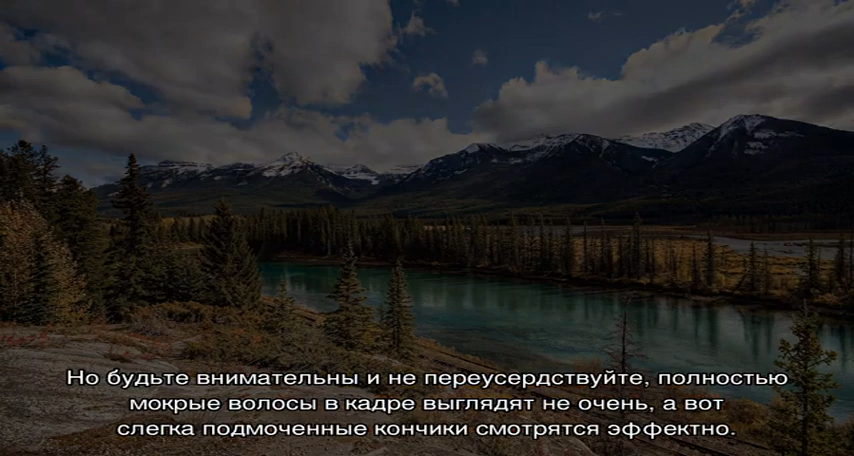 Но будьте внимательны и не переусердствуйте, полностью
мокрые волосы в кадре выглядят не очень, а вот
слегка подмоченные кончики смотрятся эффектно.